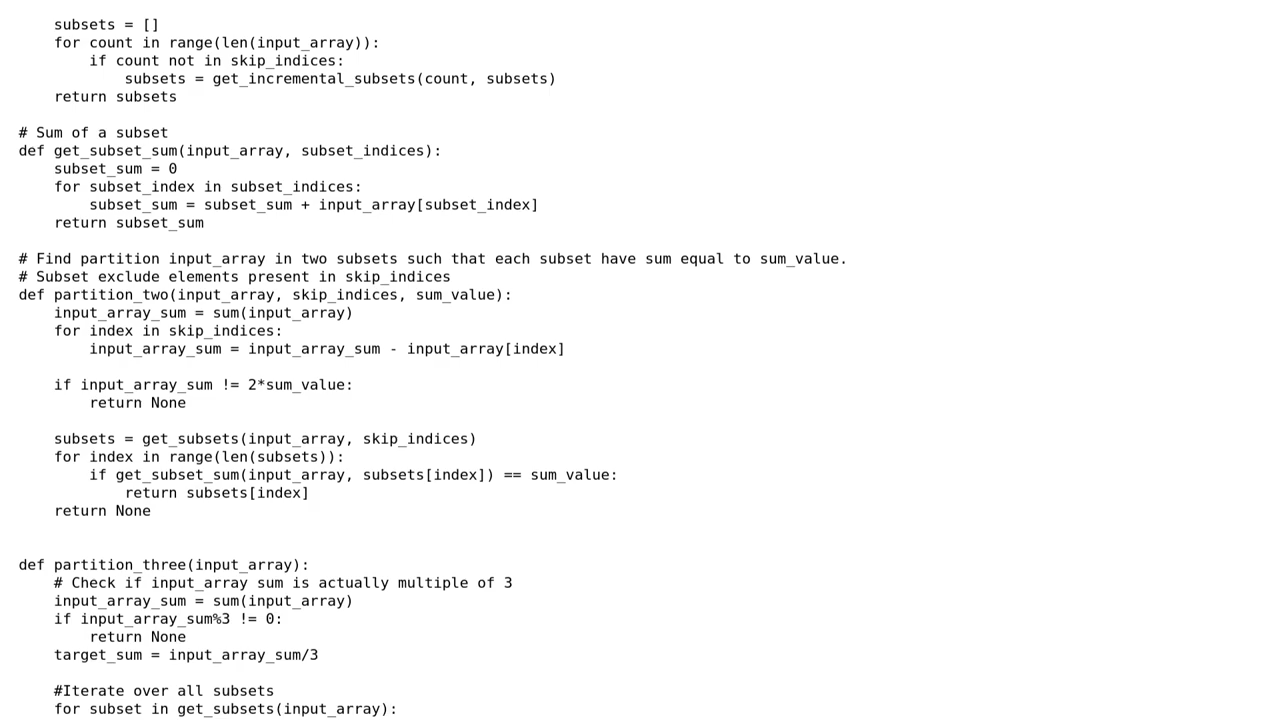 subsets = []
for count in range(len(input_array)):
if count not in skip_indices:
subsets = get_incremental_subsets(count, subsets)
return subsets
# Sum of a subset
def get_subset_sum(input_array, subset_indices):
subset_sum = 0
for subset_index in subset_indices:
subset_sum = subset_sum + input_array[subset_index]
return subset_sum
# Find partition input_array in two subsets such that each subset have sum equal to sum_value.
# Subset exclude elements present in skip_indices
def partition_two(input_array, skip_indices, sum_value):
input_array_sum = sum(input_array)
for index in skip_indices:
input_array_sum = input_array_sum - input_array[index]
if input_array_sum != 2*sum_value:
return None
subsets = get_subsets(input_array, skip_indices)
for index in range(len(subsets)):
if get_subset_sum(input_array, subsets[index]) == sum_value:
return subsets[index]
return None
def partition_three(input_array):
# Check if input_array sum is actually multiple of 3
input_array_sum = sum(input_array)
if input_array_sum%3 != 0:
return None
target_sum = input_array_sum/3
#Iterate over all subsets
for subset in get_subsets(input_array):